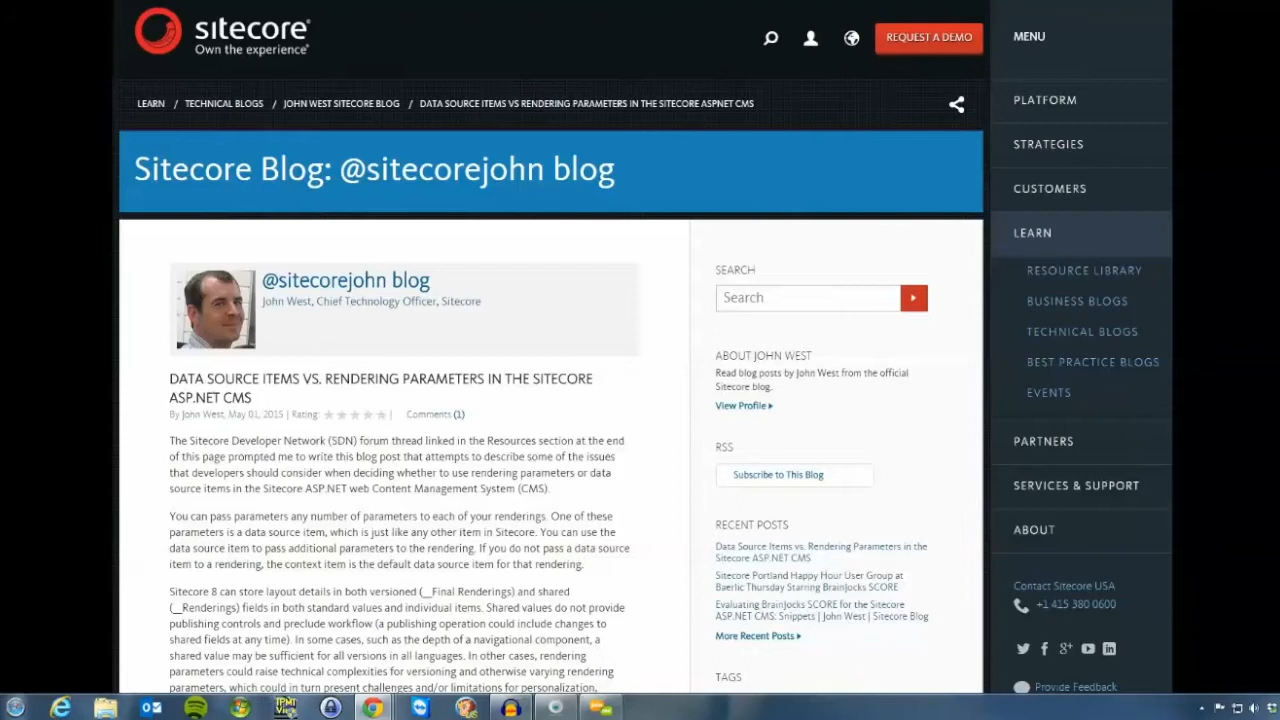 sitecore®
Own the experience®
REQUEST A DEMO
MENU
LEARN / TECHNICAL BLOGS / JOHN WEST SITECORE BLOG / DATA SOURCE ITEMS VS RENDERING PARAMETERS IN THE SITECORE ASPNET CMS
Sitecore Blog: @sitecorejohn blog
@sitecorejohn blog
John West, Chief Technology Officer, Sitecore
DATA SOURCE ITEMS VS. RENDERING PARAMETERS IN THE SITECORE
ASP.NET CMS
By John West, May 01, 2015 | Rating: | Comments (1)
The Sitecore Developer Network (SDN) forum thread linked in the Resources section at the end
of this page prompted me to write this blog post that attempts to describe some of the issues
that developers should consider when deciding whether to use rendering parameters or data
source items in the Sitecore ASP.NET web Content Management System (CMS).
You can pass parameters any number of parameters to each of your renderings. One of these
parameters is a data source item, which is just like any other item in Sitecore. You can use the
data source item to pass additional parameters to the rendering. If you do not pass a data source
item to a rendering, the context item is the default data source item for that rendering.
Sitecore 8 can store layout details in both versioned (__Final Renderings) and shared
(__Renderings) fields in both standard values and individual items. Shared values do not provide
publishing controls and preclude workflow (a publishing operation could include changes to
shared fields at any time). In some cases, such as the depth of a navigational component, a
shared value may be sufficient for all versions in all languages. In other cases, rendering
parameters could raise technical complexities for versioning and otherwise varying rendering
parameters, which could in turn present challenges and/or limitations for personalization,
SEARCH
Search
ABOUT JOHN WEST
Read blog posts by John West from the official
Sitecore blog.
View Profile
RSS
Subscribe to This Blog
RECENT POSTS
Data Source Items vs. Rendering Parameters in the
Sitecore ASP.NET CMS
Sitecore Portland Happy Hour User Group at
Baerlic Thursday Starring BrainJocks SCORE
Evaluating BrainJocks SCORE for the Sitecore
ASP.NET CMS: Snippets | John West | Sitecore Blog
More Recent Posts
TAGS
PLATFORM
STRATEGIES
CUSTOMERS
LEARN
RESOURCE LIBRARY
BUSINESS BLOGS
TECHNICAL BLOGS
BEST PRACTICE BLOGS
EVENTS
PARTNERS
SERVICES & SUPPORT
ABOUT
Contact Sitecore USA
+1 415 380 0600
Provide Feedback